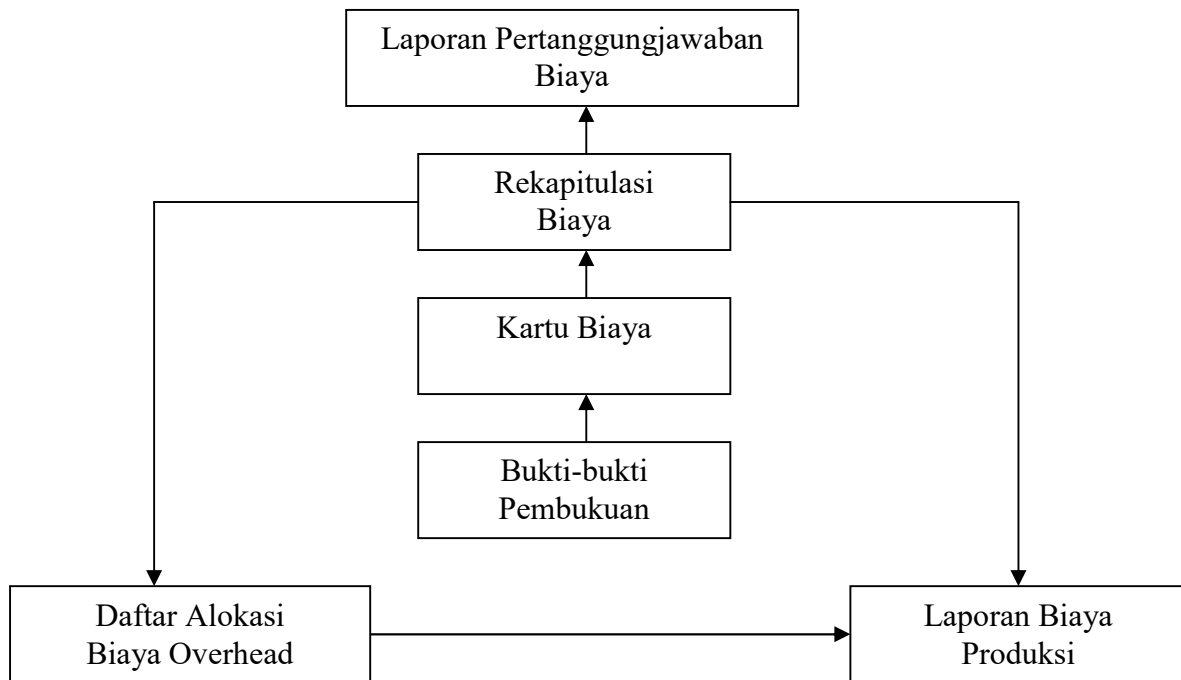 Laporan Pertanggungjawaban
Biaya
Rekapitulasi
Biaya
Kartu Biaya
Bukti-bukti
Pembukuan
Daftar Alokasi
Biaya Overhead
Laporan Biaya
Produksi